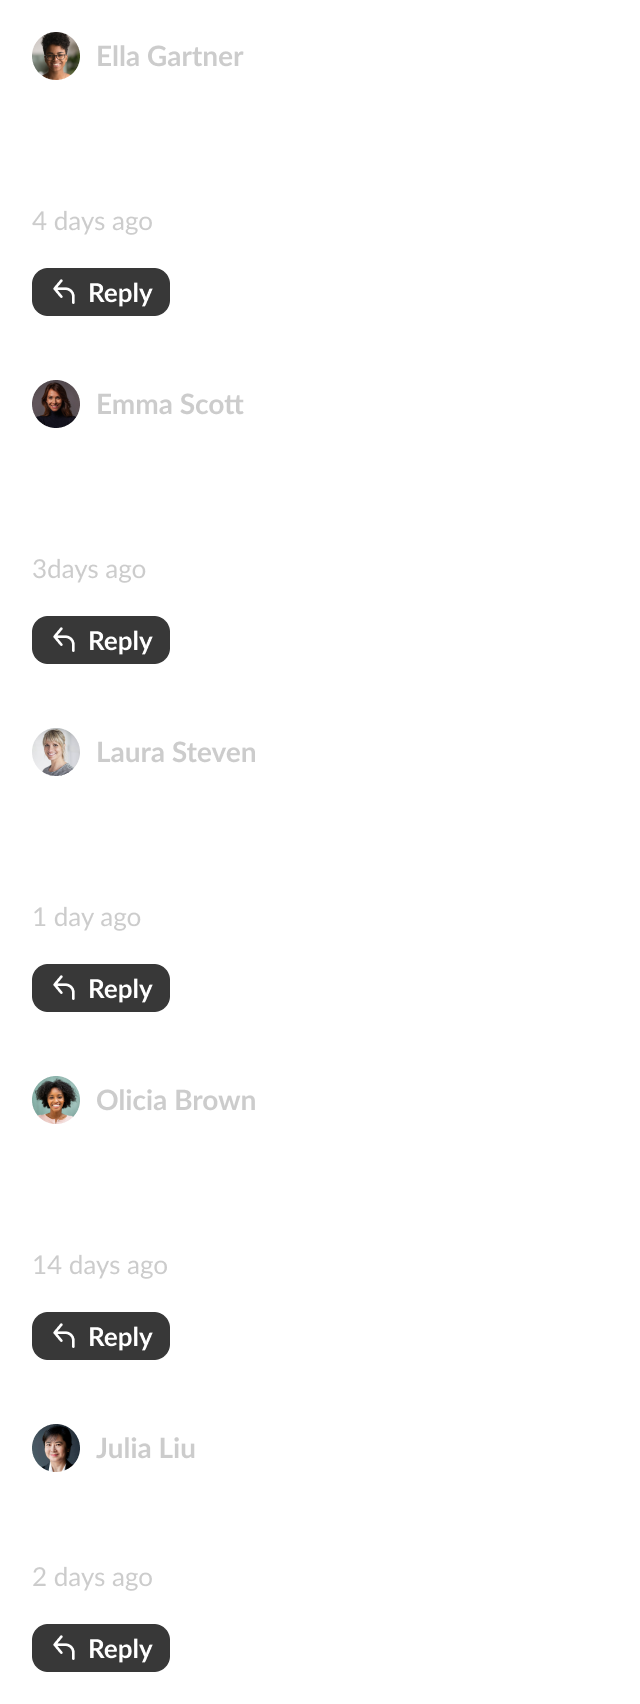 Ella Gartner
4 days ago
Reply
Emma Scott
3days ago
Reply
Laura Steven
1 day ago
Reply
Olicia Brown
14 days ago
Reply
Julia Liu
2 days ago
Reply